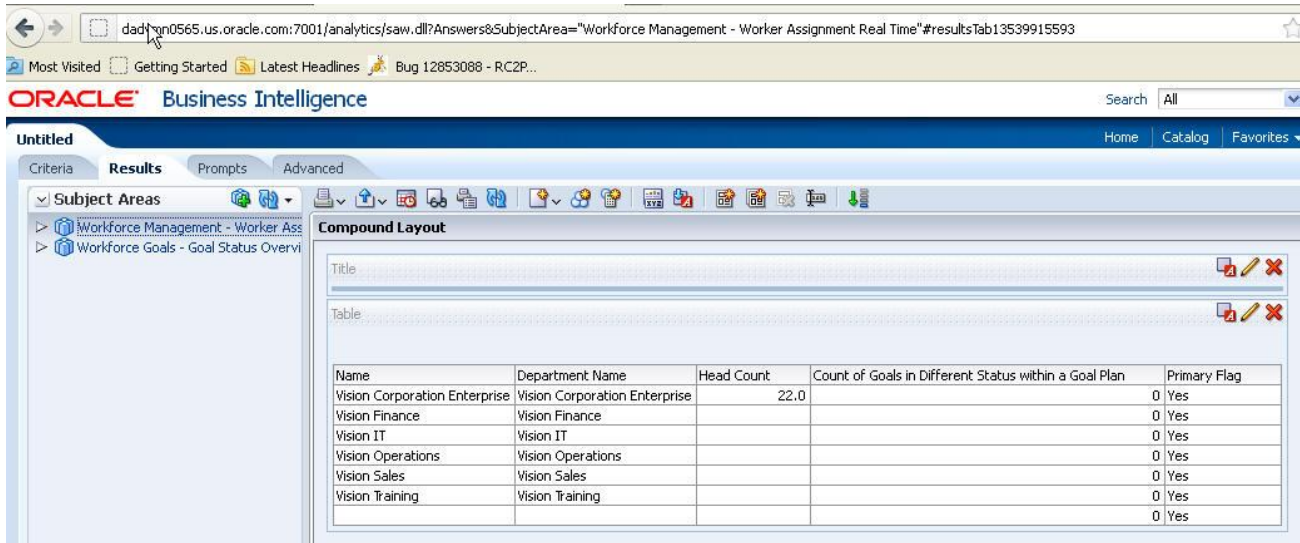 dadvmn0565.us.oracle.com:7001/analytics/saw.dll?Answers&SubjectArea="Workforce Management - Worker Assignment Real Time"#resultsTab13539915593
Most Visited Getting Started Latest Headlines Bug 12853088 - RC2P...
ORACLE Business Intelligence Search All
Untitled Home Catalog Favorites
Criteria Results Prompts Advanced
Subject Areas
Workforce Management - Worker Ass
Workforce Goals - Goal Status Overvi
Compound Layout
Title
Table
Name Department Name Head Count Count of Goals in Different Status within a Goal Plan Primary Flag
Vision Corporation Enterprise Vision Corporation Enterprise 22.0 0 Yes
Vision Finance Vision Finance 0 Yes
Vision IT Vision IT 0 Yes
Vision Operations Vision Operations 0 Yes
Vision Sales Vision Sales 0 Yes
Vision Training Vision Training 0 Yes
0 Yes